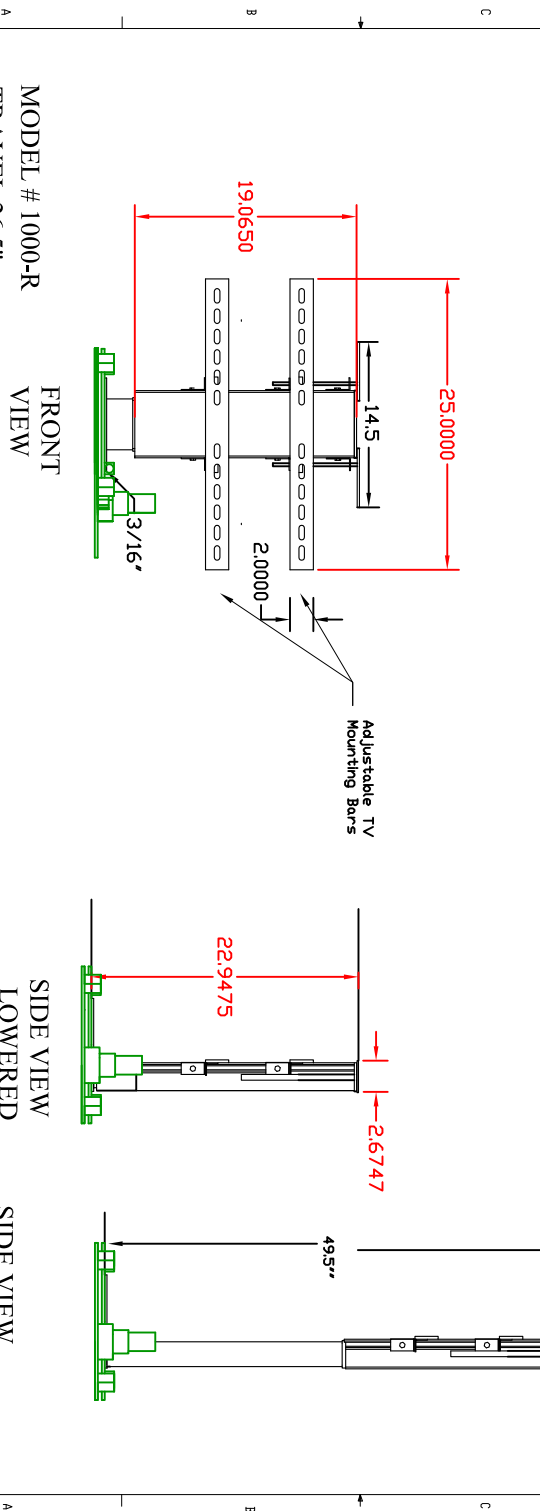 C
B
A
25.0000
14.5
19.0650
2.0000
3/16"
Adjustable TV
Mounting Bars
FRONT
VIEW
MODEL # 1000-R
22.9475
2.6747
SIDE VIEW
LOWERED
49.5"
SIDE VIEW
C
A